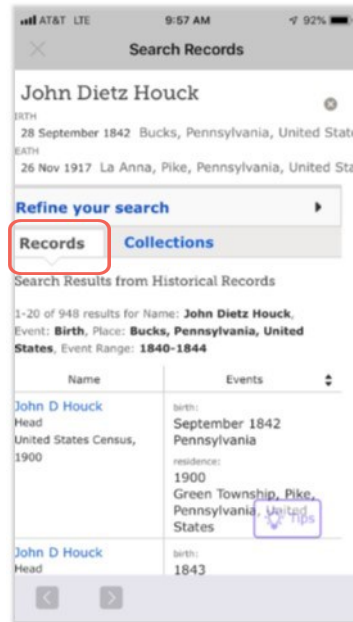 AT&T LTE 9:57 AM 92%
Search Records
John Dietz Houck
IRTH
28 September 1842 Bucks, Pennsylvania, United State
EATH
26 Nov 1917 La Anna, Pike, Pennsylvania, United Sta
Refine your search
Records Collections
Search Results from Historical Records
1-20 of 948 results for Name: John Dietz Houck,
Event: Birth, Place: Bucks, Pennsylvania, United
States, Event Range: 1840-1844
Name Events
John D Houck
Head
United States Census,
1900
birth:
September 1842
Pennsylvania
residence:
1900
Green Township, Pike,
Pennsylvania, United
States
Tips
John D Houck
Head
birth:
1843